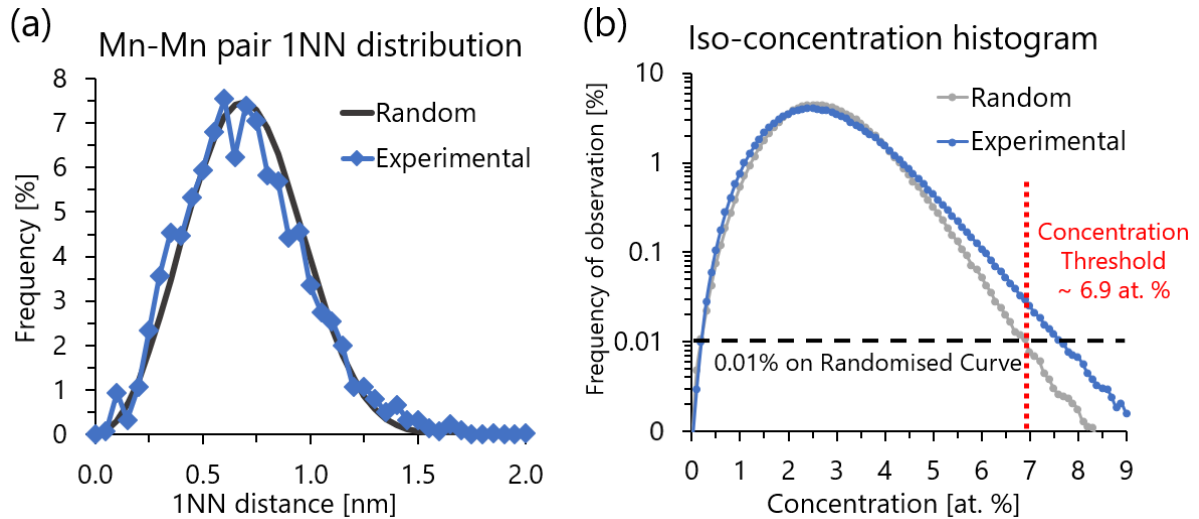 (a)
Mn-Mn pair 1NN distribution
8
7
6
5
4
3
2
1
0
Frequency [%]
Random
Experimental
0.0 0.5 1.0 1.5 2.0
1NN distance [nm]
(b)
Iso-concentration histogram
10
1
0.1
0.01
0
Frequency of observation [%]
Random
Experimental
Concentration
Threshold
~ 6.9 at. %
0.01% on Randomised Curve
0 1 2 3 4 5 6 7 8 9
Concentration [at. %]